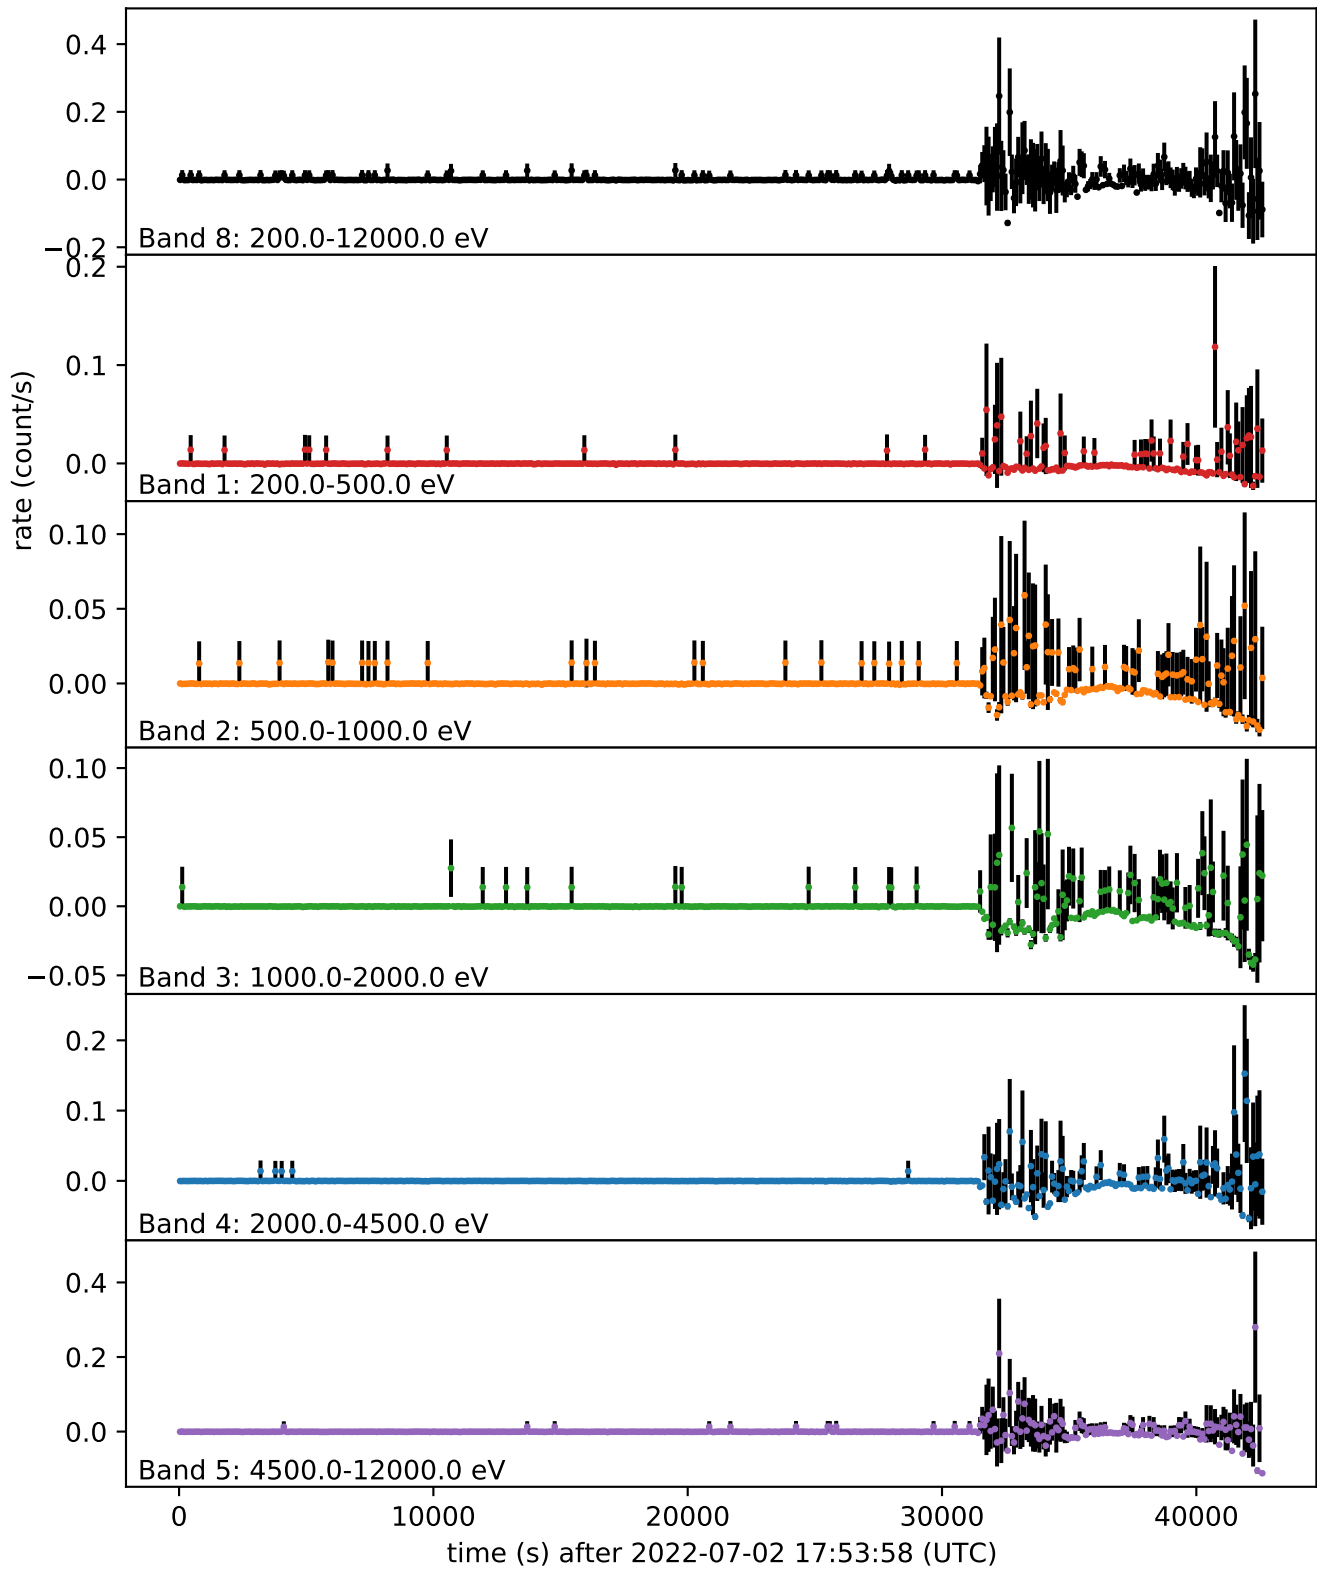 0.4
0.2
0.0
−0.2
Band 8: 200.0-12000.0 eV
0.2
0.1
0.0
Band 1: 200.0-500.0 eV
rate (count/s)
0.10
0.05
0.00
Band 2: 500.0-1000.0 eV
0.10
0.05
0.00
−0.05
Band 3: 1000.0-2000.0 eV
0.2
0.1
0.0
Band 4: 2000.0-4500.0 eV
0.4
0.2
0.0
Band 5: 4500.0-12000.0 eV
0 10000 20000 30000 40000
time (s) after 2022-07-02 17:53:58 (UTC)